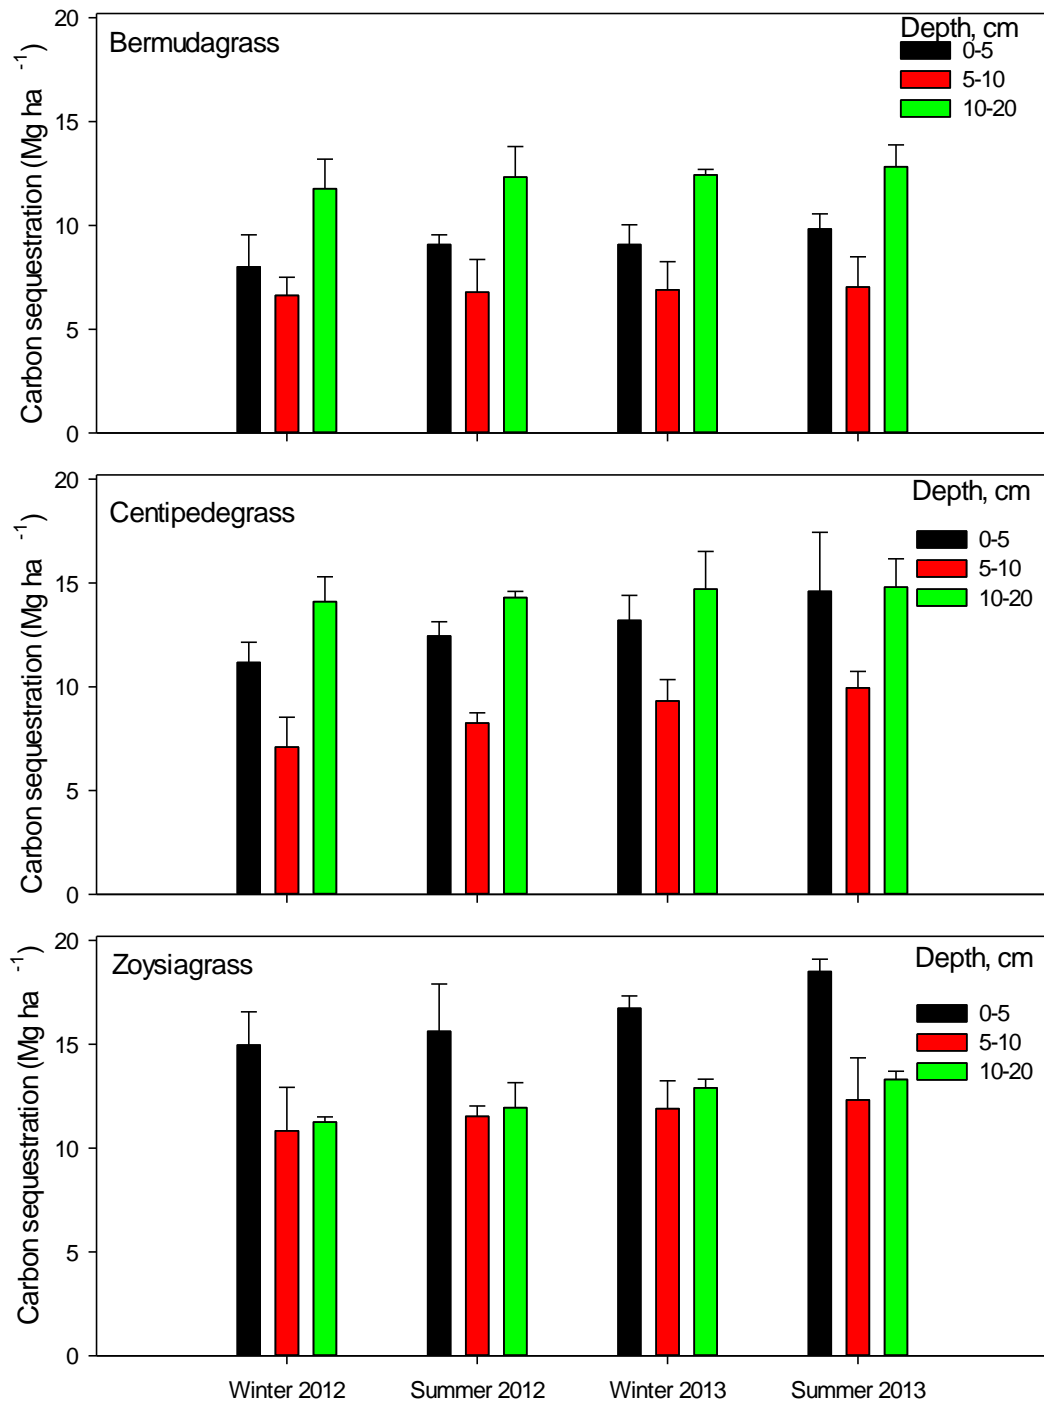 20
15
10
5
0
Carbon sequestration (Mg ha -1)
Bermudagrass
Depth, cm
0-5
5-10
10-20
20
15
10
5
0
Carbon sequestration (Mg ha -1)
Centipedegrass
Depth, cm
0-5
5-10
10-20
20
15
10
5
0
Carbon sequestration (Mg ha -1)
Zoysiagrass
Depth, cm
0-5
5-10
10-20
Winter 2012 Summer 2012 Winter 2013 Summer 2013